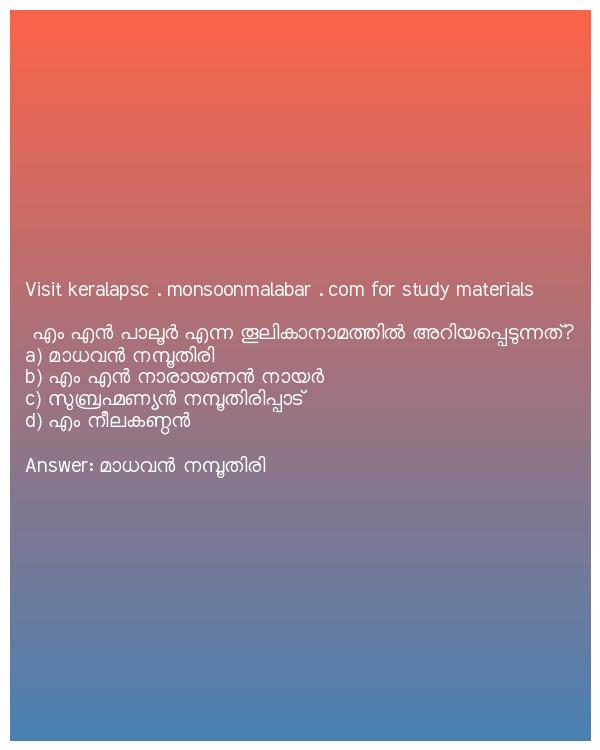 Visit keralapsc . monsoonmalabar . com for study materials
എം എൻ പാലൂർ എന്ന തൂലികാനാമത്തിൽ അറിയപ്പെടുന്നത്?
a) മാധവൻ നമ്പൂതിരി
b) എം എൻ നാരായണൻ നായർ
c) സുബ്രഹ്മണ്യൻ നമ്പൂതിരിപ്പാട്
d) എം നീലകണ്ഠൻ
Answer: മാധവൻ നമ്പൂതിരി